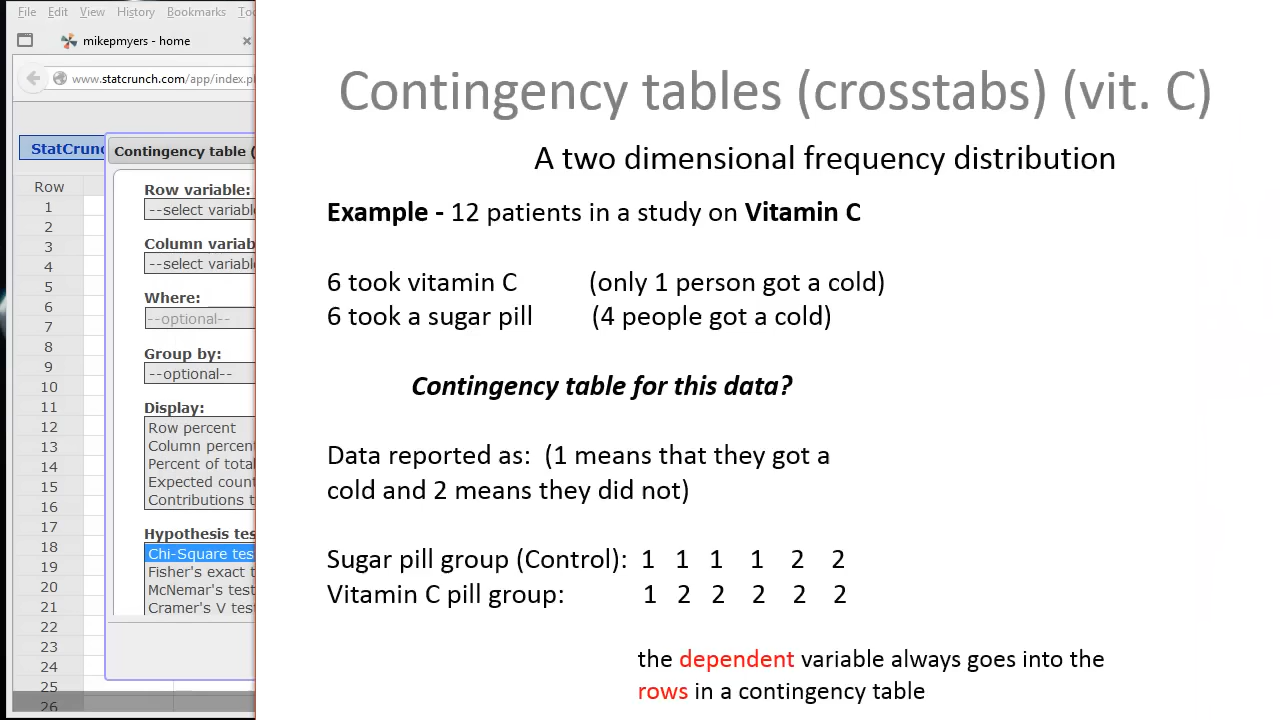 File Edit View History Bookmarks
mikepmyers - home
www.statcrunch.com/app/index.p
StatCrunc
Contingency table (
Row
1
2
3
4
5
6
7
8
9
10
11
12
13
14
15
16
17
18
19
20
21
22
23
24
25
26
Row variable:
--select variabl
Column variab
--select variabl
Where:
--optional--
Group by:
--optional--
Display:
Row percent
Column percent
Percent of total
Expected coun
Contributions t
Hypothesis tes
Chi-Square tes
Fisher's exact t
McNemar's test
Cramer's V test
Contingency tables (crosstabs) (vit. C)
A two dimensional frequency distribution
Example - 12 patients in a study on Vitamin C
6 took vitamin C (only 1 person got a cold)
6 took a sugar pill (4 people got a cold)
Contingency table for this data?
Data reported as: (1 means that they got a
cold and 2 means they did not)
Sugar pill group (Control): 1 1 1 1 2 2
Vitamin C pill group: 1 2 2 2 2 2
the dependent variable always goes into the
rows in a contingency table